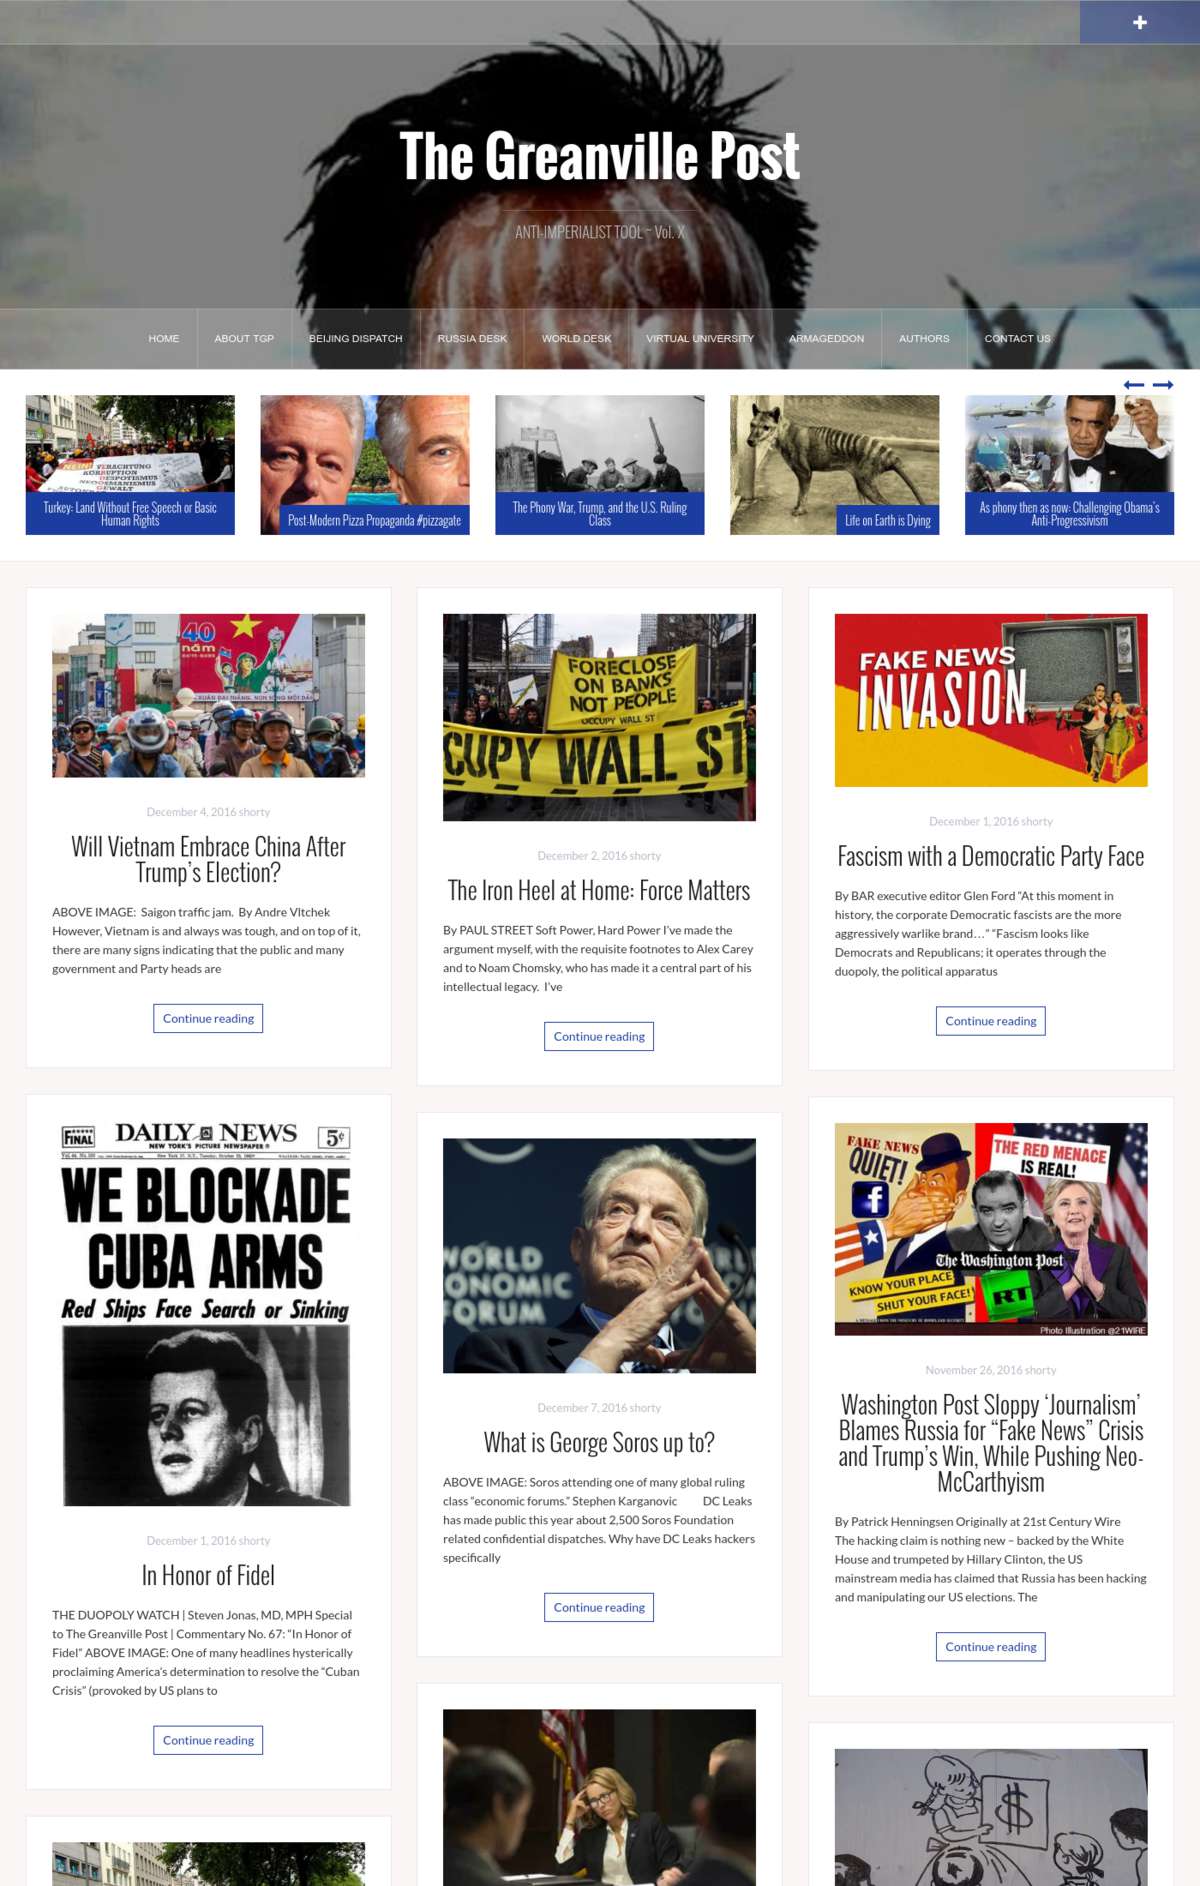 The Greanville Post
ANTI-IMPERIALIST TOOL ~ Vol. X
HOME
ABOUT TGP
BEIJING DISPATCH
RUSSIA DESK
WORLD DESK
VIRTUAL UNIVERSITY
ARMAGEDDON
AUTHORS
CONTACT US
VERACHTUNG
KORRUPTION
DESPOTISMUS
GEWALT
Turkey: Land Without Free Speech or Basic
Human Rights
Post-Modern Pizza Propaganda #pizzagate
The Phony War, Trump, and the U.S. Ruling
Class
Life on Earth is Dying
As phony then as now: Challenging Obama's
Anti-Progressivism
40
năm
December 4, 2016 shorty
Will Vietnam Embrace China After
Trump's Election?
ABOVE IMAGE:  Saigon traffic jam.  By Andre Vltchek
However, Vietnam is and always was tough, and on top of it,
there are many signs indicating that the public and many
government and Party heads are
Continue reading
FORECLOSE
ON BANKS
NOT PEOPLE
OCCUPY WALL ST
CUPY WALL ST
December 2, 2016 shorty
The Iron Heel at Home: Force Matters
By PAUL STREET Soft Power, Hard Power I've made the
argument myself, with the requisite footnotes to Alex Carey
and to Noam Chomsky, who has made it a central part of his
intellectual legacy.  I've
Continue reading
FAKE NEWS
INVASION
December 1, 2016 shorty
Fascism with a Democratic Party Face
By BAR executive editor Glen Ford “At this moment in
history, the corporate Democratic fascists are the more
aggressively warlike brand…” “Fascism looks like
Democrats and Republicans; it operates through the
duopoly, the political apparatus
Continue reading
FINAL
DAILY NEWS
5¢
NEW YORK'S PICTURE NEWSPAPER
WE BLOCKADE
CUBA ARMS
Red Ships Face Search or Sinking
December 1, 2016 shorty
In Honor of Fidel
THE DUOPOLY WATCH | Steven Jonas, MD, MPH Special
to The Greanville Post | Commentary No. 67: “In Honor of
Fidel” ABOVE IMAGE: One of many headlines hysterically
proclaiming America's determination to resolve the “Cuban
Crisis” (provoked by US plans to
Continue reading
WORLD
ONOMIC
FORUM
December 7, 2016 shorty
What is George Soros up to?
ABOVE IMAGE: Soros attending one of many global ruling
class “economic forums.” Stephen Karganovic        DC Leaks
has made public this year about 2,500 Soros Foundation
related confidential dispatches. Why have DC Leaks hackers
specifically
Continue reading
FAKE NEWS
QUIET!
THE RED MENACE
IS REAL!
f
The Washington Post
KNOW YOUR PLACE
SHUT YOUR FACE!
RT
Photo Illustration @21WIRE
November 26, 2016 shorty
Washington Post Sloppy ‘Journalism’
Blames Russia for “Fake News” Crisis
and Trump's Win, While Pushing Neo-
McCarthyism
By Patrick Henningsen Originally at 21st Century Wire
The hacking claim is nothing new – backed by the White
House and trumpeted by Hillary Clinton, the US
mainstream media has claimed that Russia has been hacking
and manipulating our US elections. The
Continue reading
$